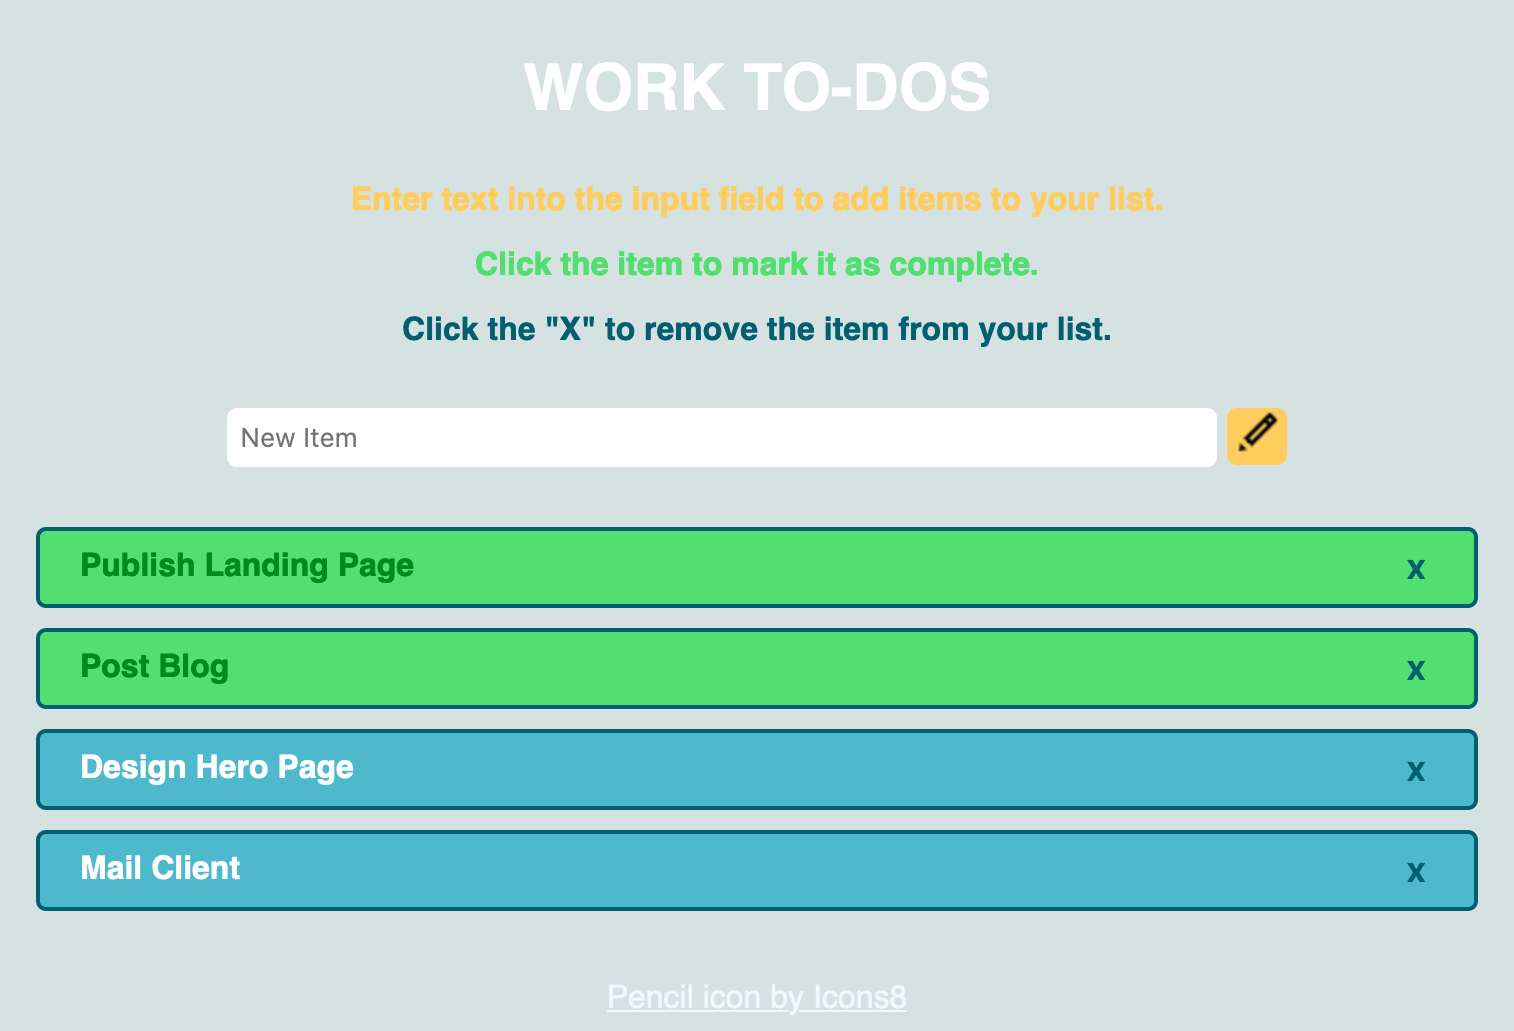 WORK TO-DOS
Enter text into the input field to add items to your list.
Click the item to mark it as complete.
Click the "X" to remove the item from your list.
New Item
Publish Landing Page x
Post Blog x
Design Hero Page x
Mail Client x
Pencil icon by Icons8